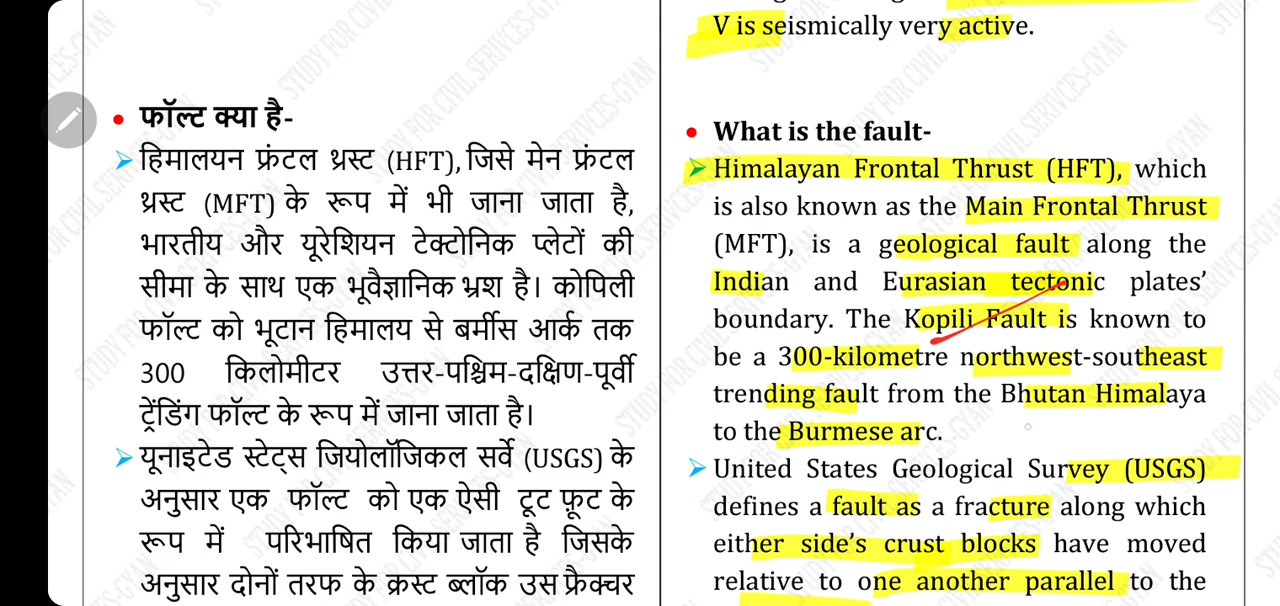 फॉल्ट क्या है-
हिमालयन फ्रंटल थ्रस्ट (HFT), जिसे मेन फ्रंटल
थ्रस्ट (MFT) के रूप में भी जाना जाता है,
भारतीय और यूरेशियन टेक्टोनिक प्लेटों की
सीमा के साथ एक भूवैज्ञानिक भ्रश है। कोपिली
फॉल्ट को भूटान हिमालय से बर्मीस आर्क तक
300 किलोमीटर उत्तर-पश्चिम-दक्षिण-पूर्वी
ट्रेंडिंग फॉल्ट के रूप में जाना जाता है।
यूनाइटेड स्टेट्स जियोलॉजिकल सर्वे (USGS) के
अनुसार एक फॉल्ट को एक ऐसी टूट फूट के
रूप में परिभाषित किया जाता है जिसके
अनुसार दोनों तरफ के क्रस्ट ब्लॉक उस फ्रैक्चर
V is seismically very active.
What is the fault-
Himalayan Frontal Thrust (HFT), which
is also known as the Main Frontal Thrust
(MFT), is a geological fault along the
Indian and Eurasian tectonic plates’
boundary. The Kopili Fault is known to
be a 300-kilometre northwest-southeast
trending fault from the Bhutan Himalaya
to the Burmese arc.
United States Geological Survey (USGS)
defines a fault as a fracture along which
either side’s crust blocks have moved
relative to one another parallel to the
STUDY FOR CIVIL SERIVCES-GYAN